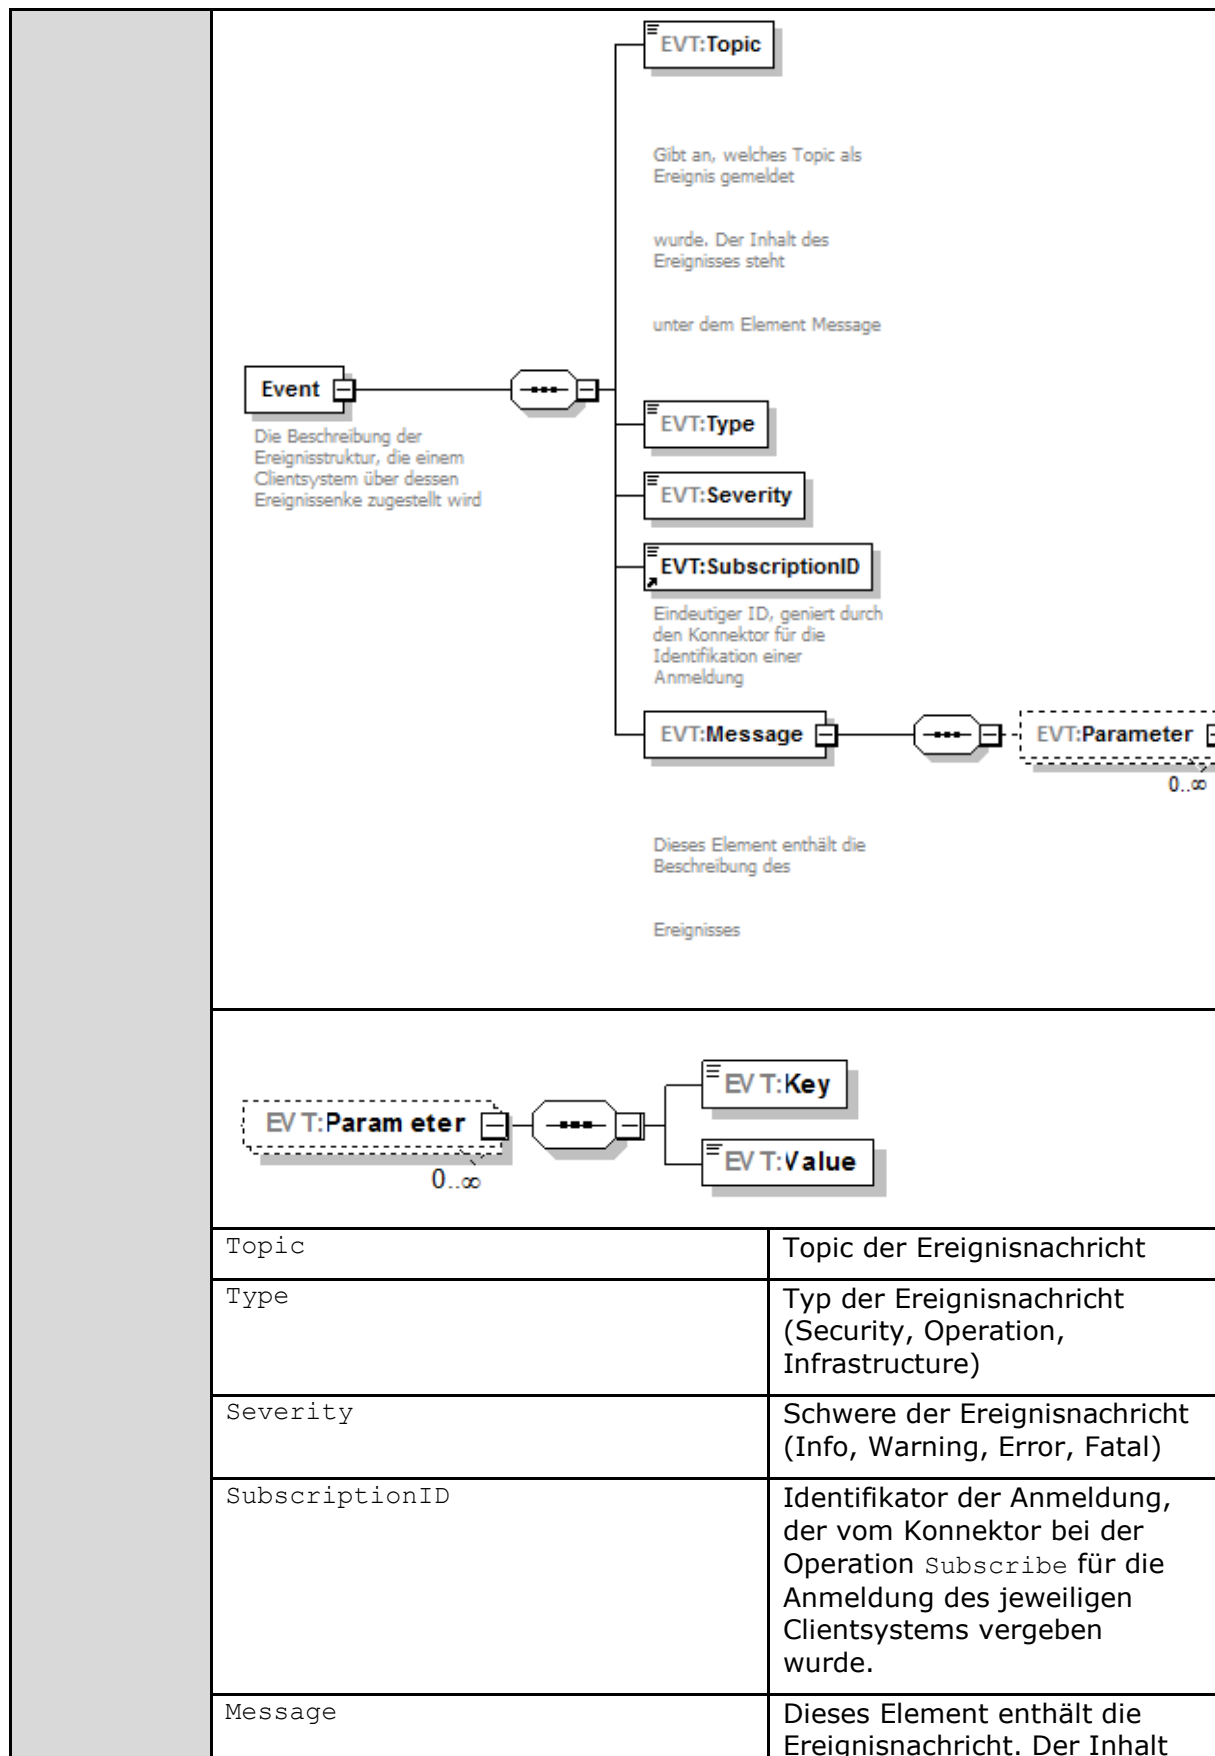 EVT:Topic
Gibt an, welches Topic als
Ereignis gemeldet
wurde. Der Inhalt des
Ereignisses steht
unter dem Element Message
Event
Die Beschreibung der
Ereignisstruktur, die einem
Clientsystem über dessen
Ereignissenke zugestellt wird
EVT:Type
EVT:Severity
EVT:SubscriptionID
Eindeutiger ID, geniert durch
den Konnektor für die
Identifikation einer
Anmeldung
EVT:Message
EVT:Parameter
0..∞
Dieses Element enthält die
Beschreibung des
Ereignisses
EVT:Parameter
0..∞
EVT:Key
EVT:Value
Topic
Topic der Ereignisnachricht
Type
Typ der Ereignisnachricht
(Security, Operation,
Infrastructure)
Severity
Schwere der Ereignisnachricht
(Info, Warning, Error, Fatal)
SubscriptionID
Identifikator der Anmeldung,
der vom Konnektor bei der
Operation Subscribe für die
Anmeldung des jeweiligen
Clientsystems vergeben
wurde.
Message
Dieses Element enthält die
Ereignisnachricht. Der Inhalt